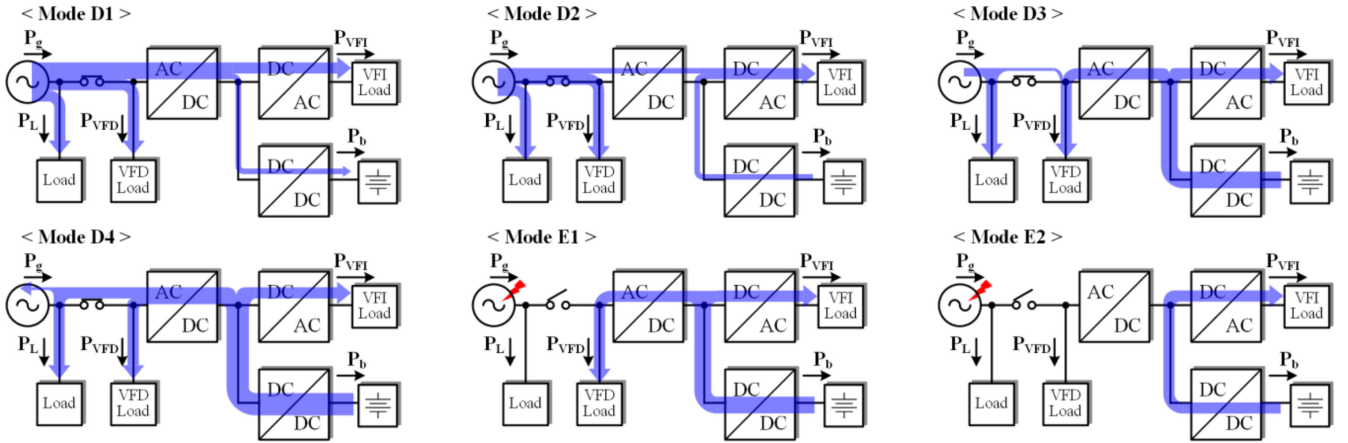 < Mode D1 >
Pg
PVFI
AC
DC
DC
AC
VFI
Load
PL
PVFD
Pb
Load
VFD
Load
DC
DC
< Mode D2 >
Pg
PVFI
AC
DC
DC
AC
VFI
Load
PL
PVFD
Pb
Load
VFD
Load
DC
DC
< Mode D3 >
Pg
PVFI
AC
DC
DC
AC
VFI
Load
PL
PVFD
Pb
Load
VFD
Load
DC
DC
< Mode D4 >
Pg
PVFI
AC
DC
DC
AC
VFI
Load
PL
PVFD
Pb
Load
VFD
Load
DC
DC
< Mode E1 >
Pg
PVFI
AC
DC
DC
AC
VFI
Load
PL
PVFD
Pb
Load
VFD
Load
DC
DC
< Mode E2 >
Pg
PVFI
AC
DC
DC
AC
VFI
Load
PL
PVFD
Pb
Load
VFD
Load
DC
DC